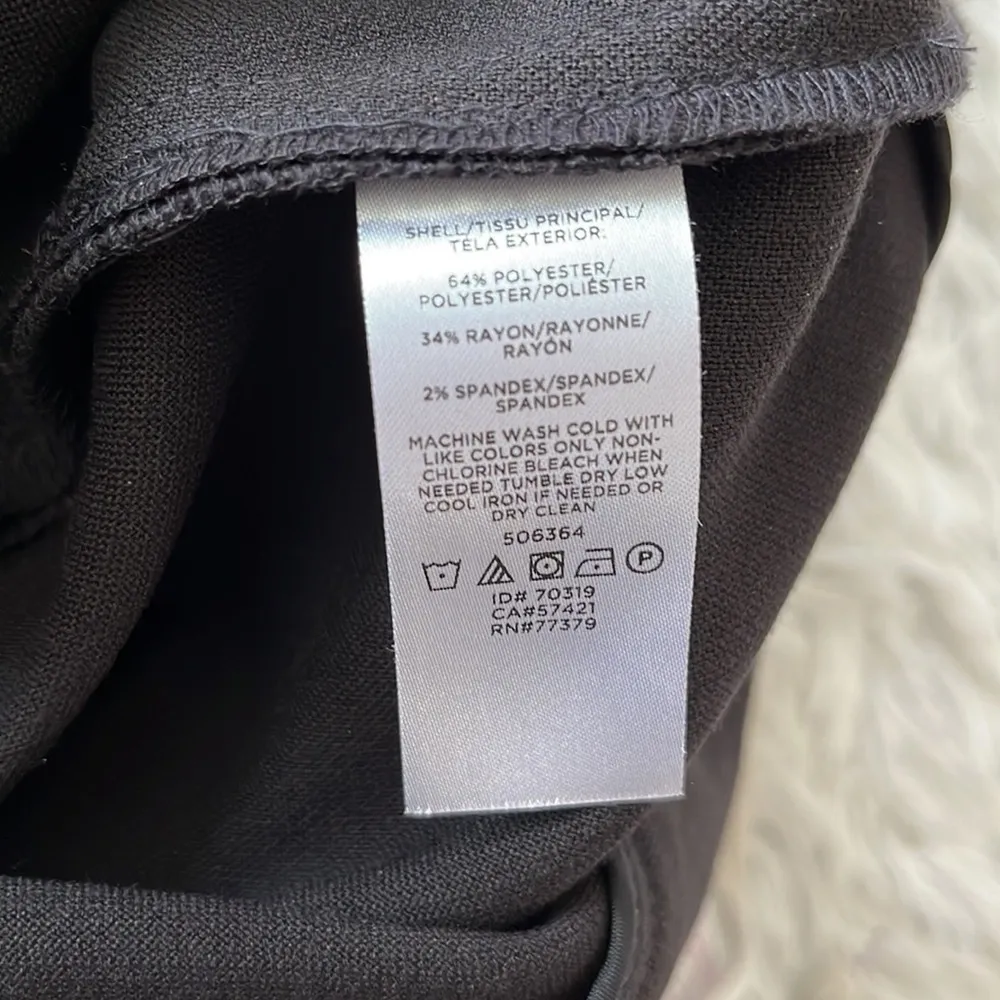 SHELL/TISSU PRINCIPAL/
TELA EXTERIOR:
64% POLYESTER/
POLYESTER/POLIÉSTER
34% RAYON/RAYONNE/
RAYÓN
2% SPANDEX/SPANDEX/
SPANDEX
MACHINE WASH COLD WITH
LIKE COLORS ONLY NON-
CHLORINE BLEACH WHEN
NEEDED TUMBLE DRY LOW
COOL IRON IF NEEDED OR
DRY CLEAN
506364
P
ID# 70319
CA#57421
RN#77379